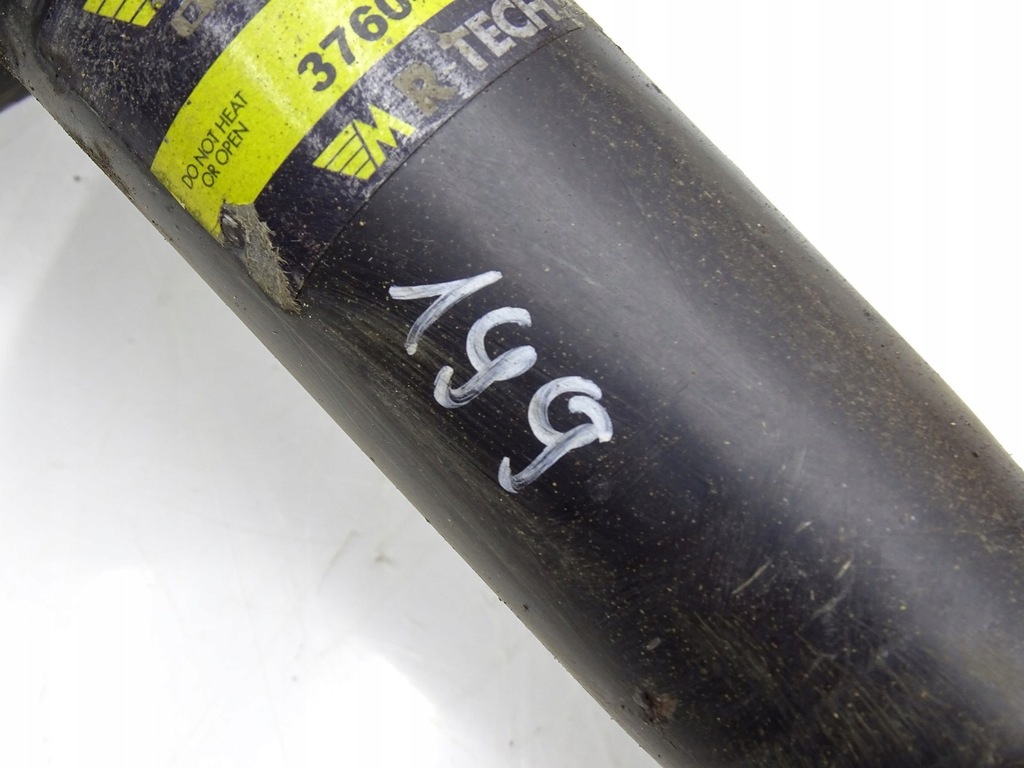 3760
DO NOT HEAT
OR OPEN
M R TECH
199